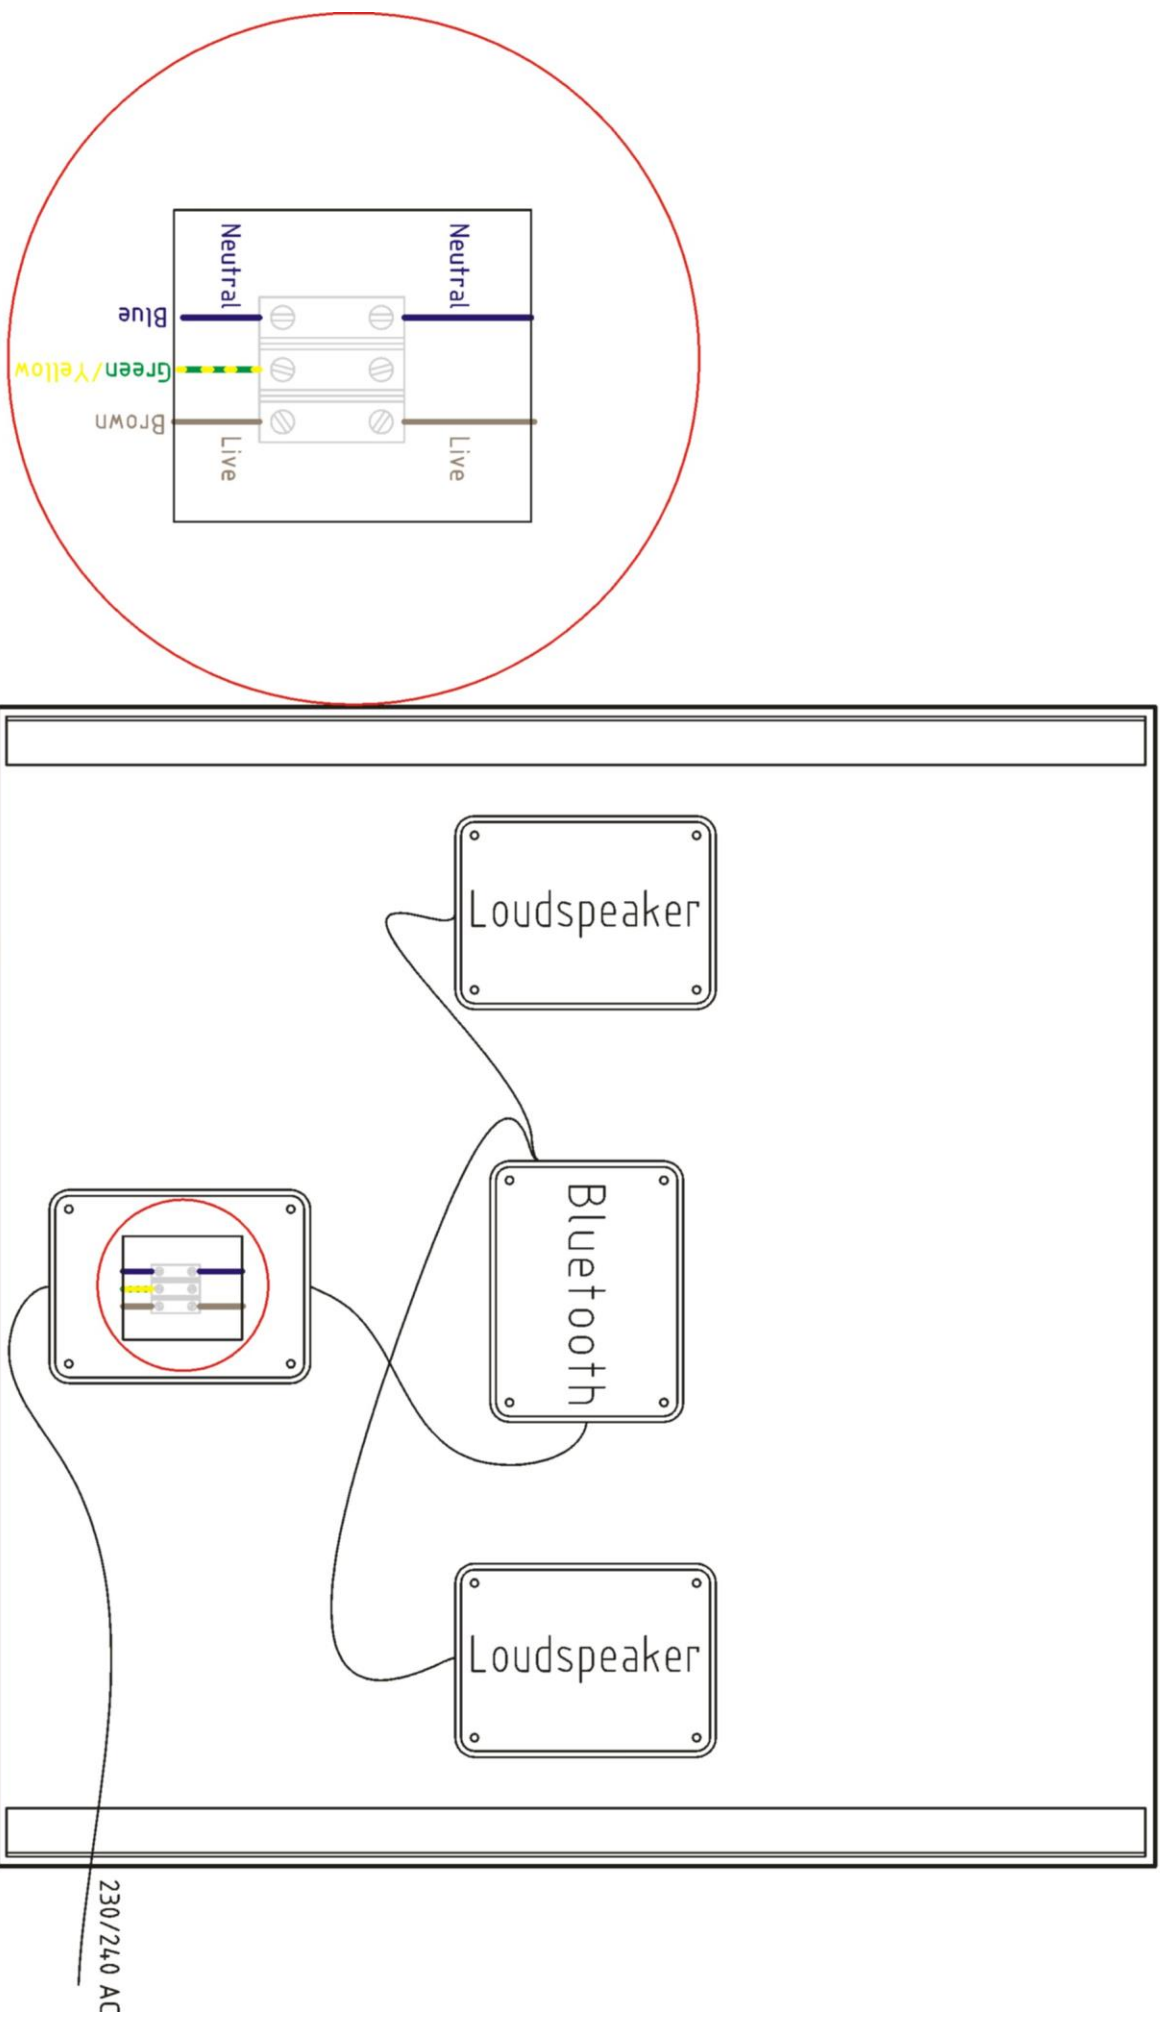 Neutral
Neutral
Blue
Green/Yellow
Brown
Live
Live
Loudspeaker
Bluetooth
Loudspeaker
230/240 AC